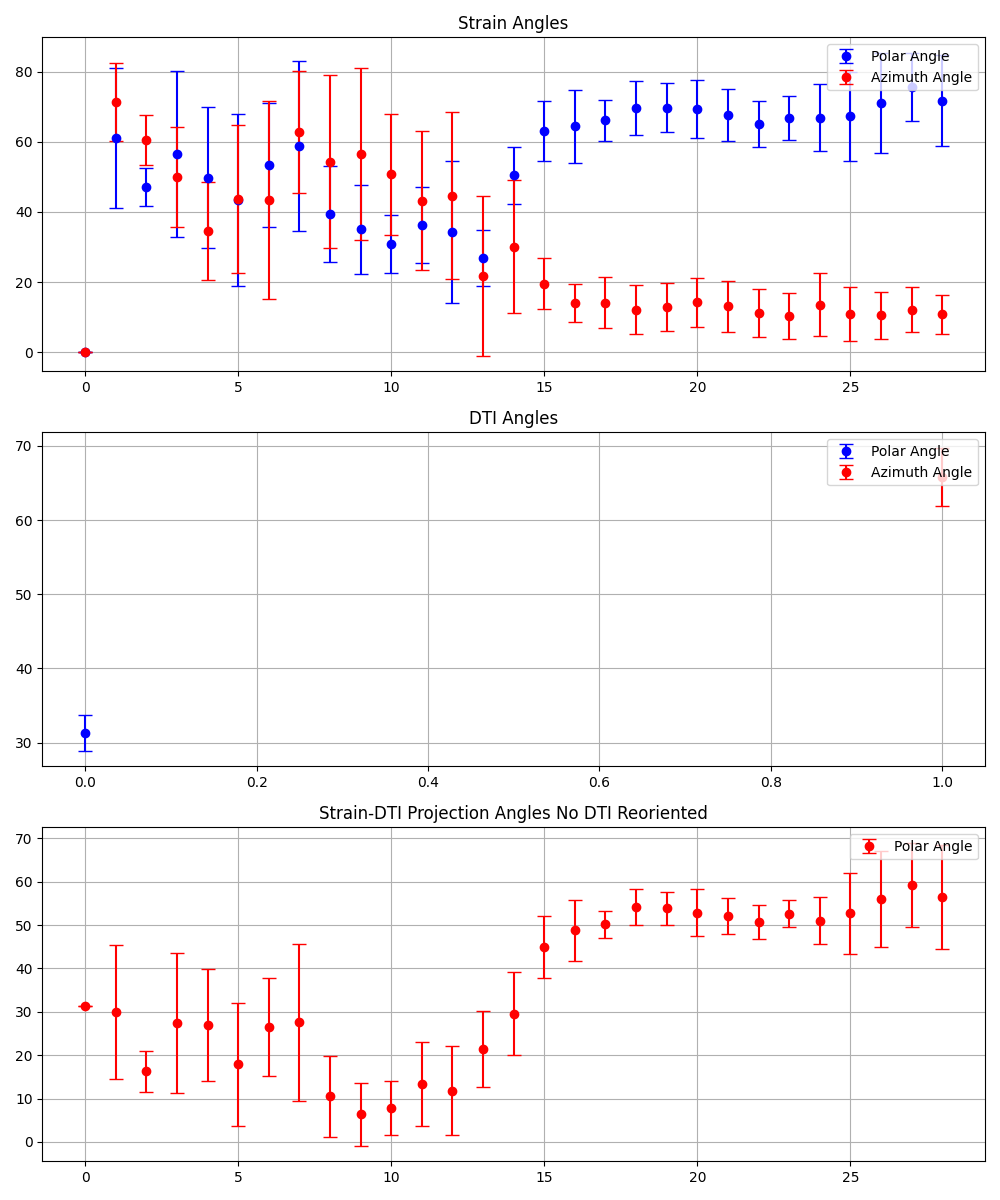 Strain Angles
80
60
40
20
0
Polar Angle
Azimuth Angle
0 5 10 15 20 25
DTI Angles
70
60
50
40
30
Polar Angle
Azimuth Angle
0.0 0.2 0.4 0.6 0.8 1.0
Strain-DTI Projection Angles No DTI Reoriented
70
60
50
40
30
20
10
0
Polar Angle
0 5 10 15 20 25